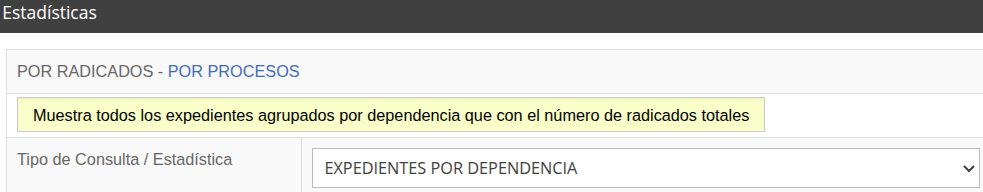 Estadísticas
POR RADICADOS - POR PROCESOS
Muestra todos los expedientes agrupados por dependencia que con el número de radicados totales
Tipo de Consulta / Estadística
EXPEDIENTES POR DEPENDENCIA